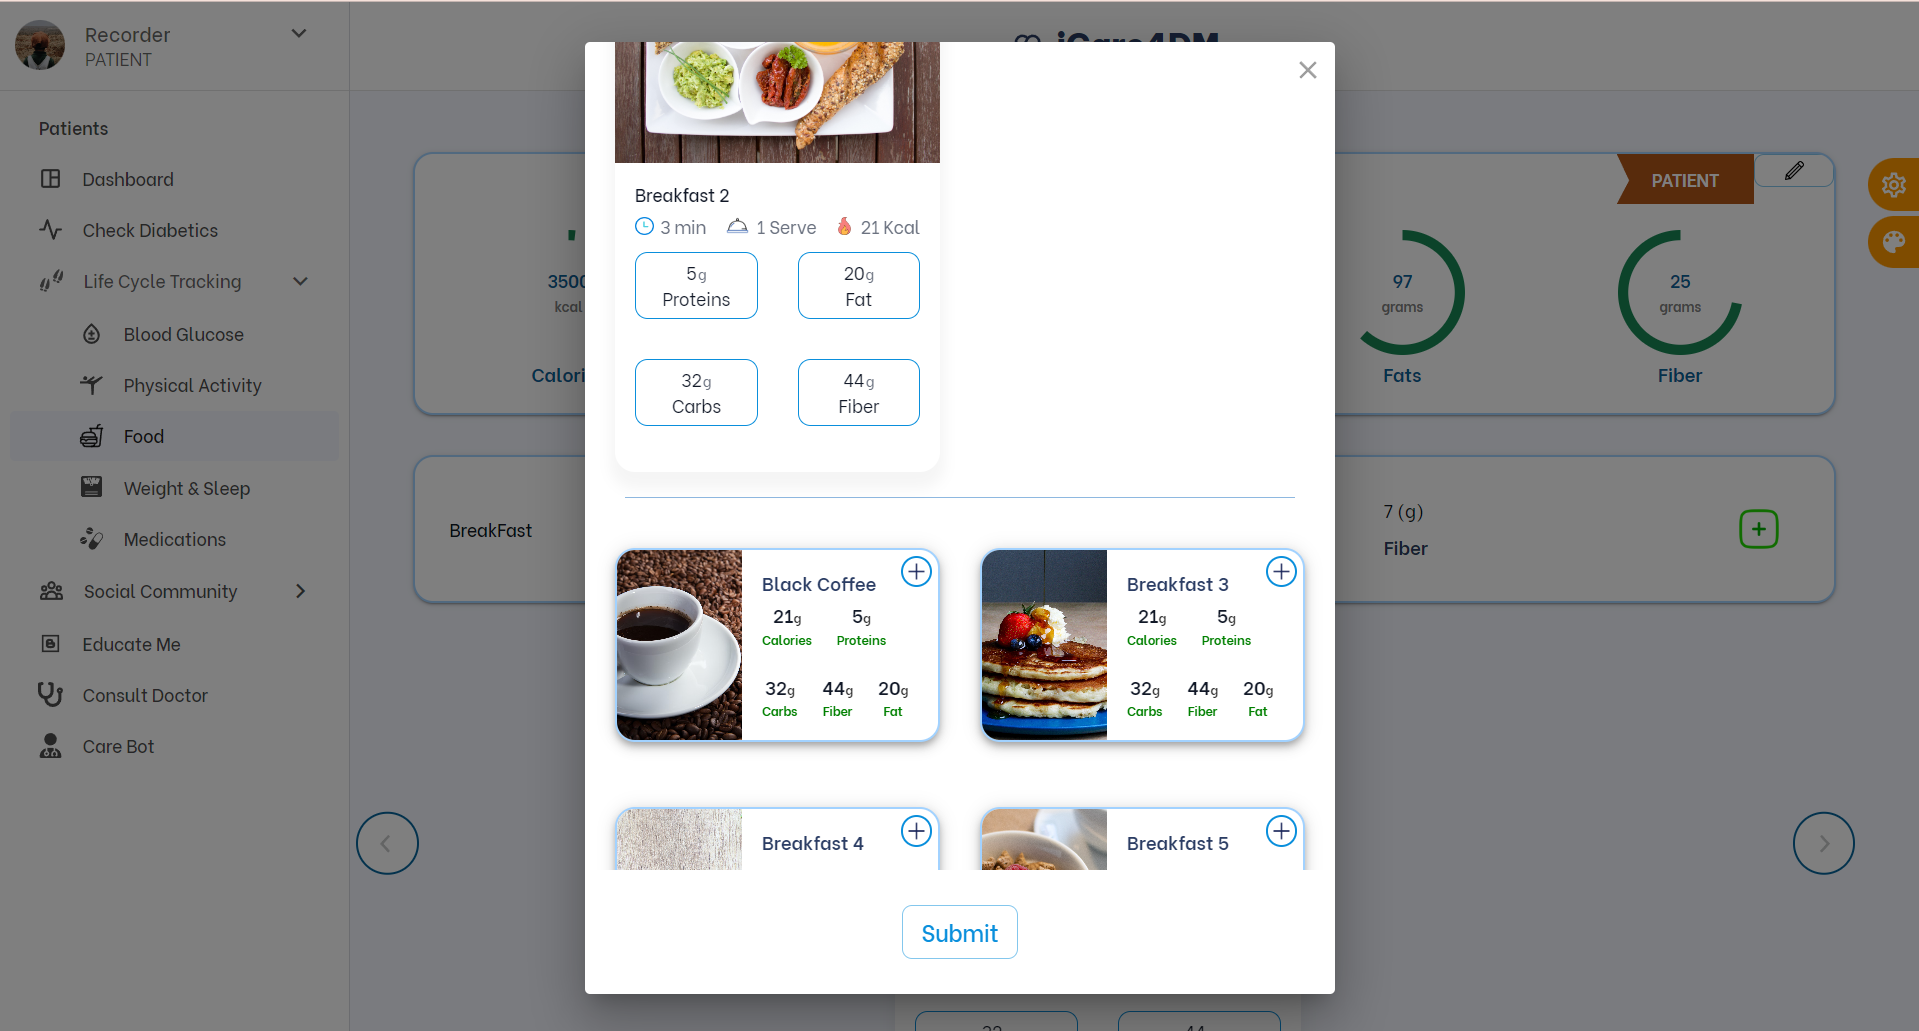 Recorder
PATIENT
Patients
Dashboard
Check Diabetics
Life Cycle Tracking
Blood Glucose
Physical Activity
Food
Weight & Sleep
Medications
Social Community
Educate Me
Consult Doctor
Care Bot
PATIENT
3500
kcal
97
grams
Fats
25
grams
Fiber
BreakFast
7 (g)
Fiber
Breakfast 2
3 min
1 Serve
21 Kcal
5g
Proteins
20g
Fat
32g
Carbs
44g
Fiber
Black Coffee
21g
5g
Calories
Proteins
32g
44g
20g
Carbs
Fiber
Fat
Breakfast 3
21g
5g
Calories
Proteins
32g
44g
20g
Carbs
Fiber
Fat
Breakfast 4
Breakfast 5
Submit